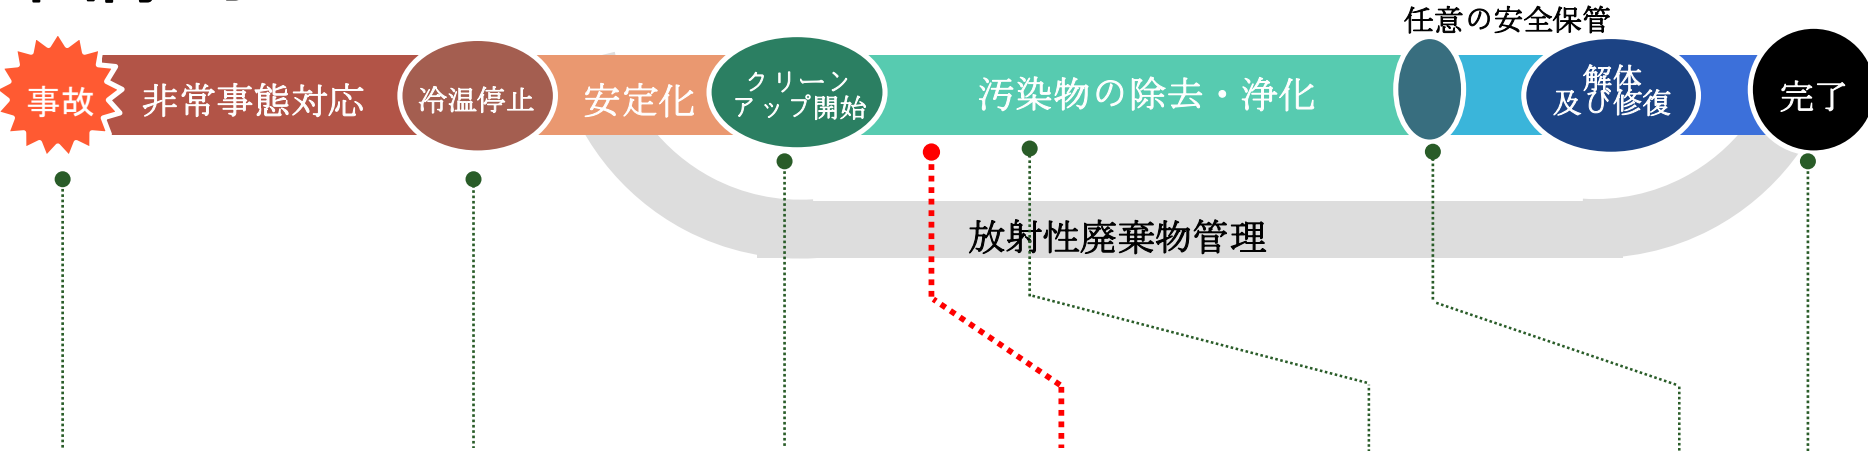 任意の安全保管
事故
非常事態対応
冷温停止
安定化
クリーン
アップ開始
汚染物の除去・浄化
解体
及び修復
完了
放射性廃棄物管理